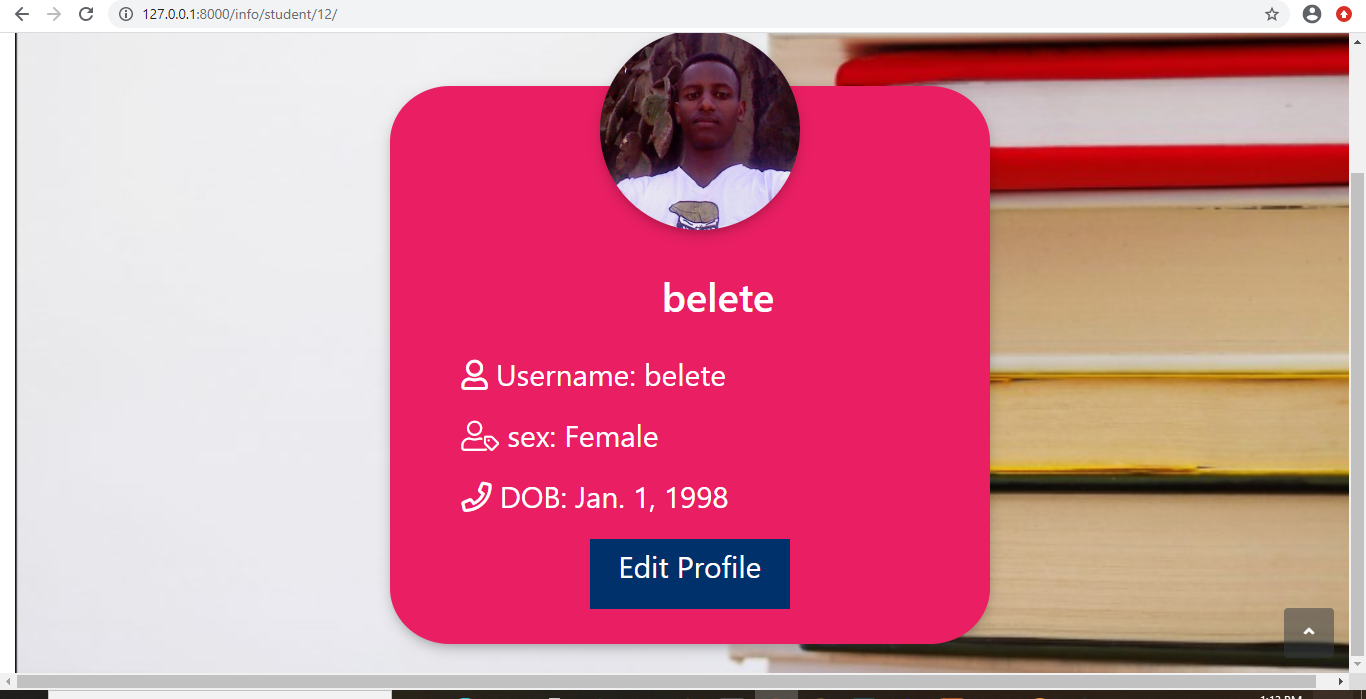 127.0.0.1:8000/info/student/12/
belete
Username: belete
sex: Female
DOB: Jan. 1, 1998
Edit Profile